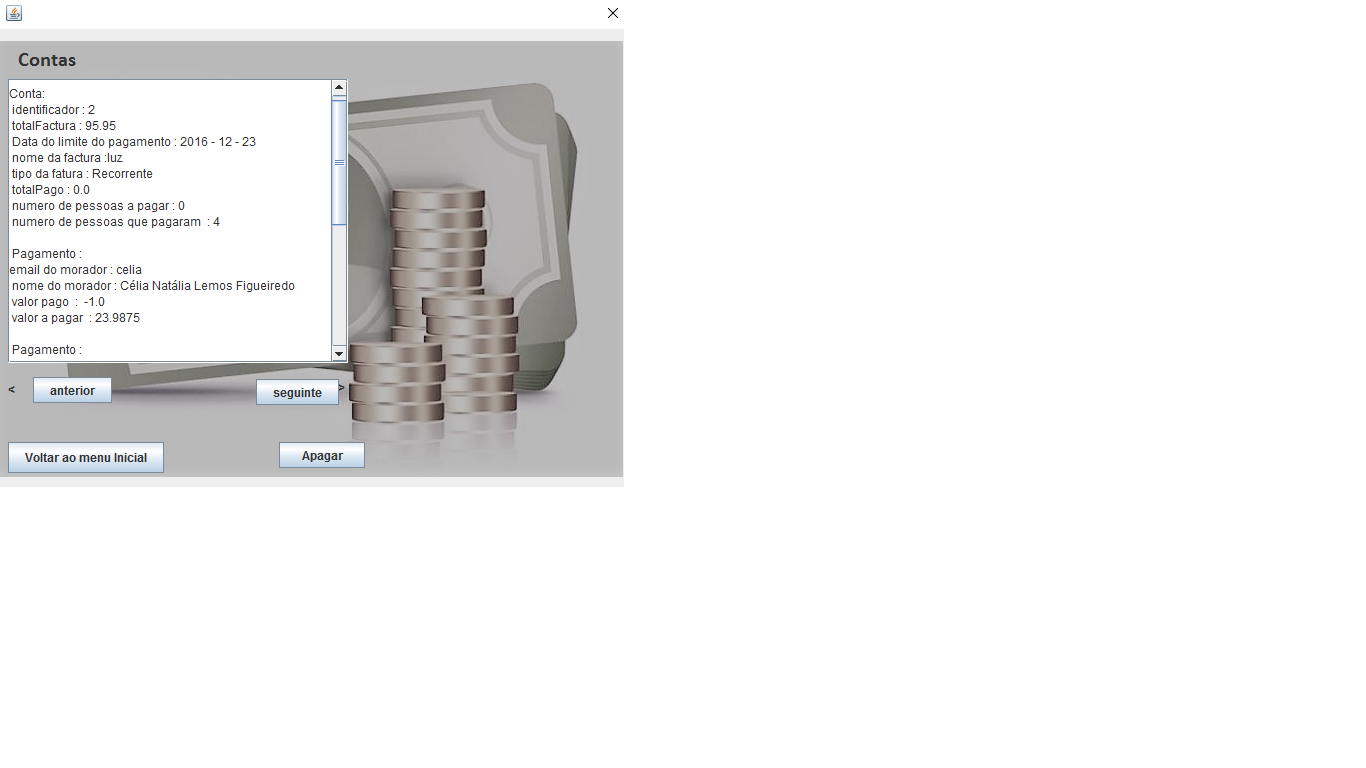 Contas
Conta:
identificador : 2
totalFactura : 95.95
Data do limite do pagamento : 2016 - 12 - 23
nome da factura :luz
tipo da fatura : Recorrente
totalPago : 0.0
numero de pessoas a pagar : 0
numero de pessoas que pagaram  : 4
Pagamento :
email do morador : celia
nome do morador : Célia Natália Lemos Figueiredo
valor pago  :  -1.0
valor a pagar  : 23.9875
Pagamento :
< anterior seguinte >
Voltar ao menu Inicial Apagar